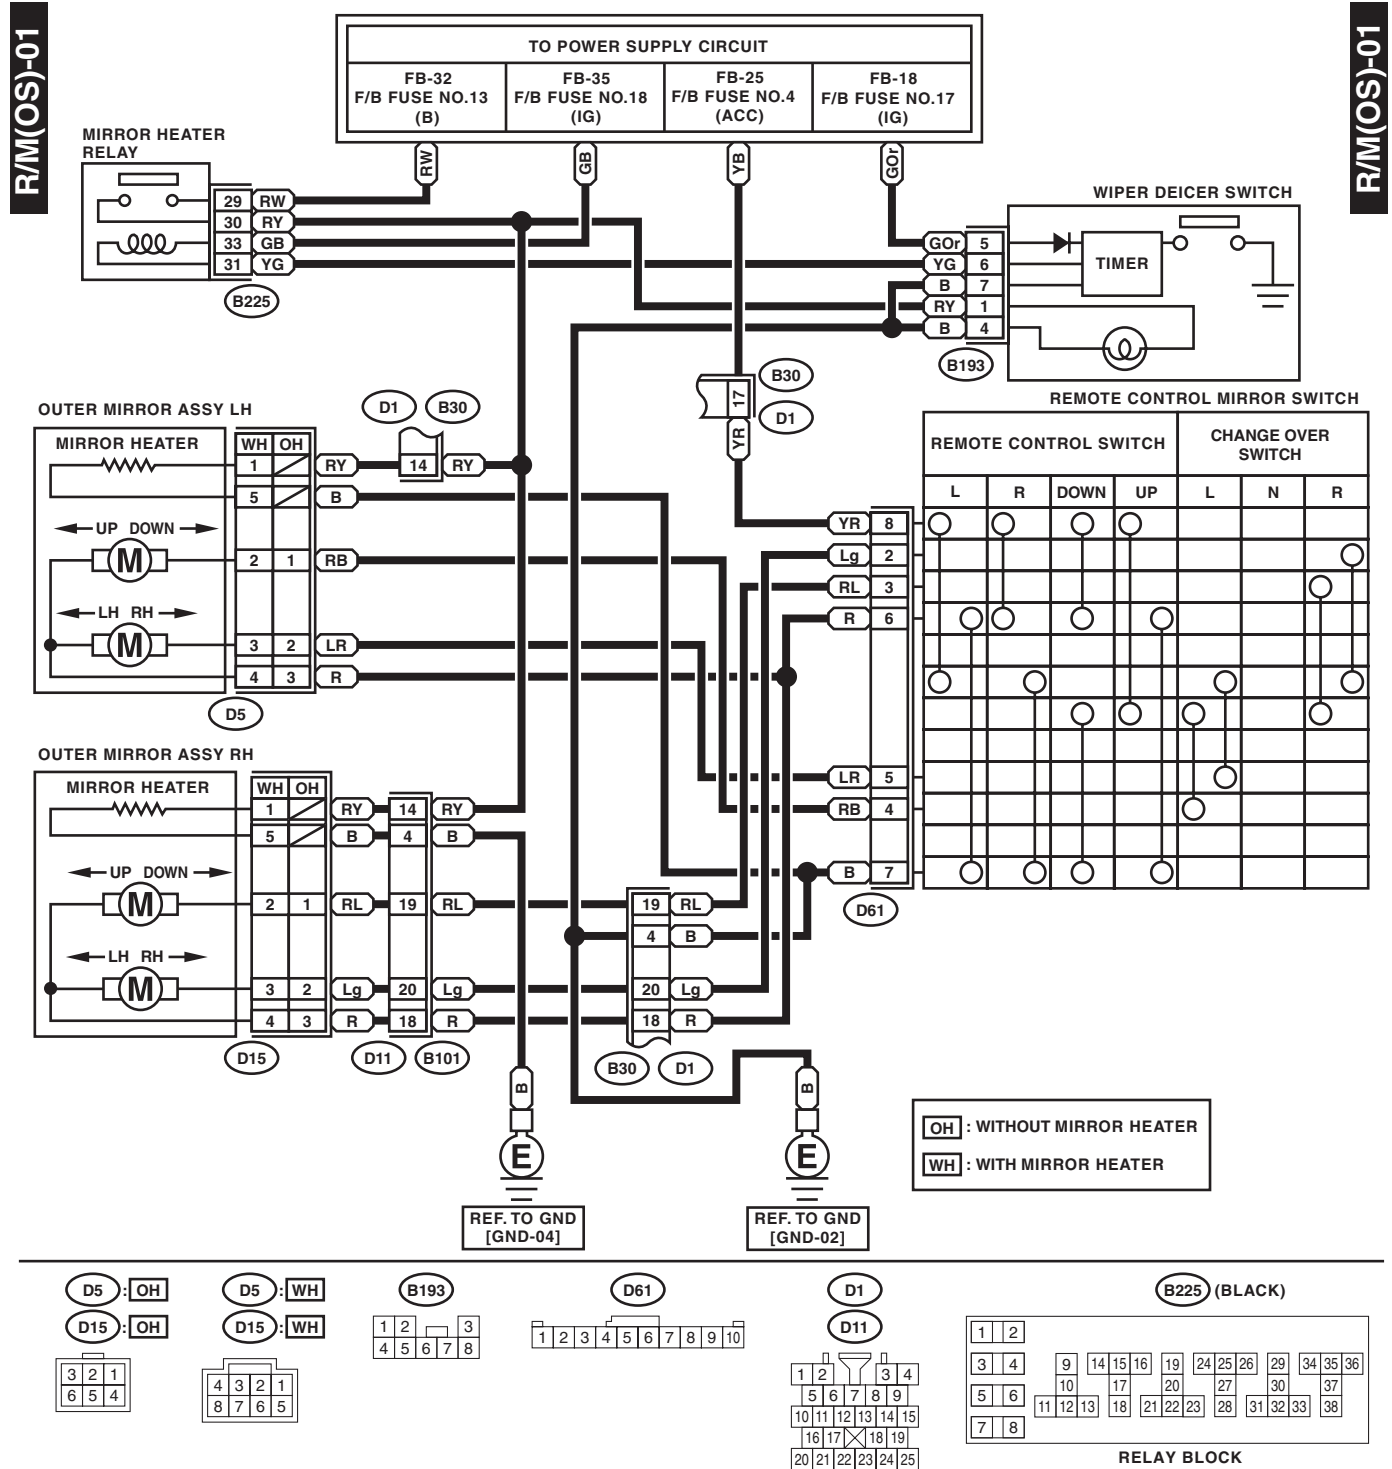 R/M(OS)-01
R/M(OS)-01
TO POWER SUPPLY CIRCUIT
FB-32 FB-35 FB-25 FB-18
F/B FUSE NO.13 F/B FUSE NO.18 F/B FUSE NO.4 F/B FUSE NO.17
(B) (IG) (ACC) (IG)
RW GB YB GOr
MIRROR HEATER
RELAY
29 RW
30 RY
33 GB
31 YG
B225
WIPER DEICER SWITCH
GOr 5
YG 6
B 7
RY 1
B 4
TIMER
B193
B30
17
D1
YR
OUTER MIRROR ASSY LH
MIRROR HEATER
WH OH
1 RY
5 B
UP DOWN
M
2 1 RB
LH RH
M
3 2 LR
4 3 R
D5
D1 B30
14 RY
REMOTE CONTROL MIRROR SWITCH
REMOTE CONTROL SWITCH
CHANGE OVER
SWITCH
L R DOWN UP L N R
YR 8
Lg 2
RL 3
R 6
LR 5
RB 4
B 7
D61
OUTER MIRROR ASSY RH
MIRROR HEATER
WH OH
1 RY 14 RY
5 B 4 B
UP DOWN
M
2 1 RL 19 RL
LH RH
M
3 2 Lg 20 Lg
4 3 R 18 R
D15 D11 B101
19 RL
4 B
20 Lg
18 R
B30 D1
B
E
REF. TO GND
[GND-04]
B
E
REF. TO GND
[GND-02]
OH : WITHOUT MIRROR HEATER
WH : WITH MIRROR HEATER
D5 : OH
D15 : OH
3 2 1
6 5 4
D5 : WH
D15 : WH
4 3 2 1
8 7 6 5
B193
1 2 3
4 5 6 7 8
D61
1 2 3 4 5 6 7 8 9 10
D1
D11
1 2 3 4
5 6 7 8 9
10 11 12 13 14 15
16 17 18 19
20 21 22 23 24 25
B225 (BLACK)
1 2
3 4 9 14 15 16 19 24 25 26 29 34 35 36
5 6 10 17 20 27 30 37
11 12 13 18 21 22 23 28 31 32 33 38
7 8
RELAY BLOCK